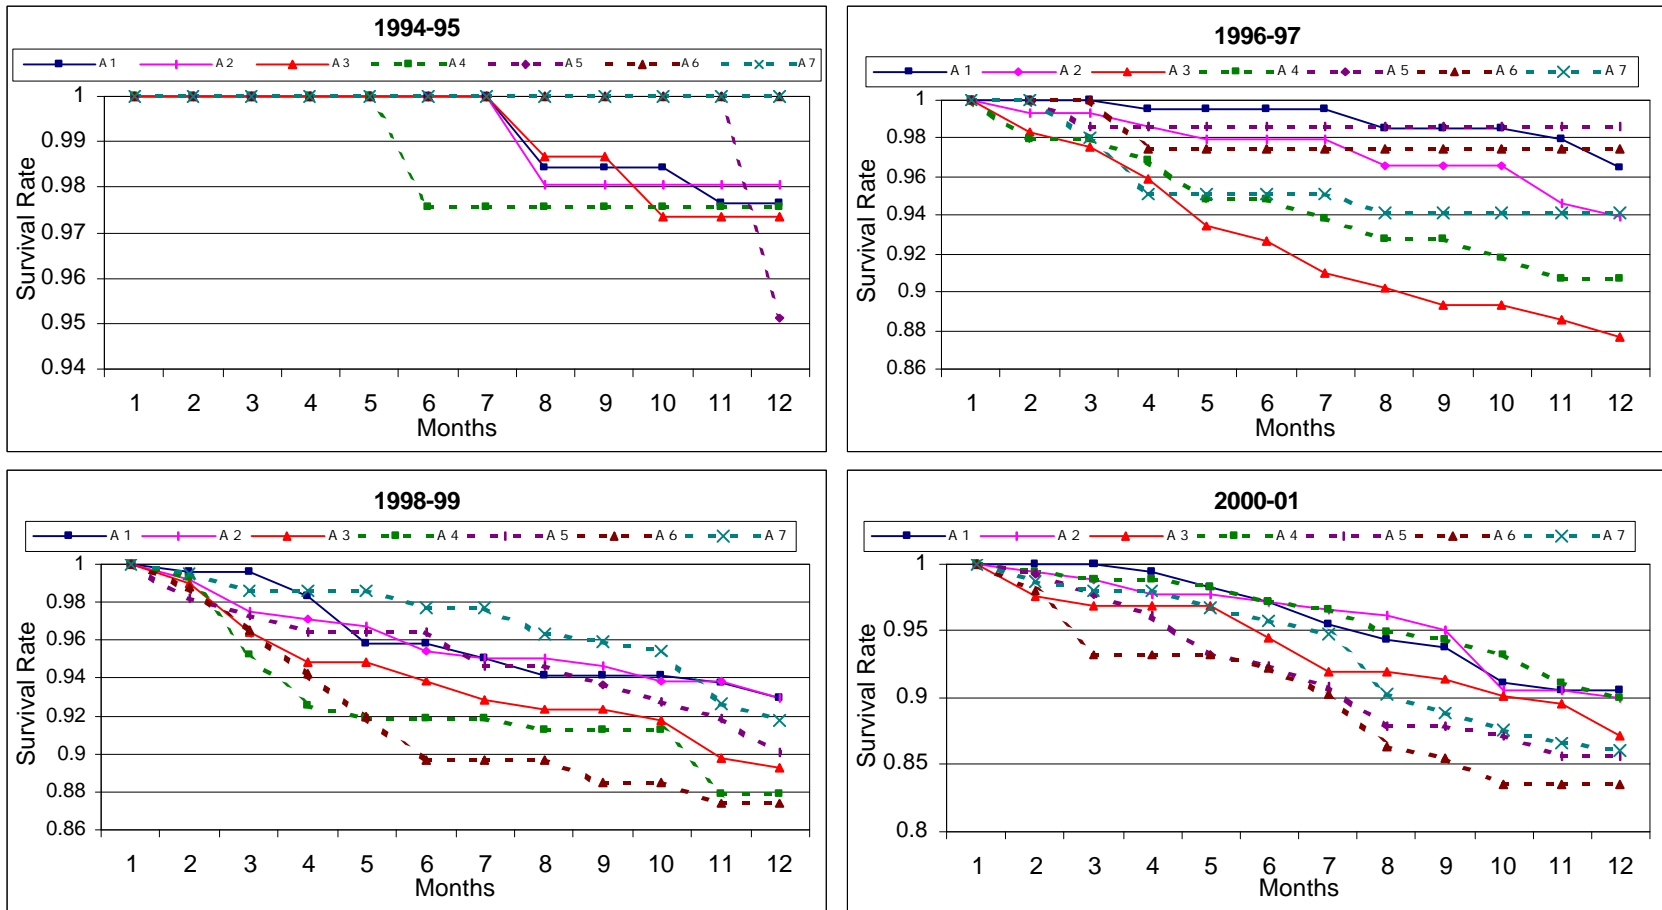 1994-95
A 1 A 2 A 3 A 4 A 5 A 6 A 7
Survival Rate
1
0.99
0.98
0.97
0.96
0.95
0.94
1 2 3 4 5 6 7 8 9 10 11 12
Months
1996-97
A 1 A 2 A 3 A 4 A 5 A 6 A 7
Survival Rate
1
0.98
0.96
0.94
0.92
0.9
0.88
0.86
1 2 3 4 5 6 7 8 9 10 11 12
Months
1998-99
A 1 A 2 A 3 A 4 A 5 A 6 A 7
Survival Rate
1
0.98
0.96
0.94
0.92
0.9
0.88
0.86
1 2 3 4 5 6 7 8 9 10 11 12
Months
2000-01
A 1 A 2 A 3 A 4 A 5 A 6 A 7
Survival Rate
1
0.95
0.9
0.85
0.8
1 2 3 4 5 6 7 8 9 10 11 12
Months